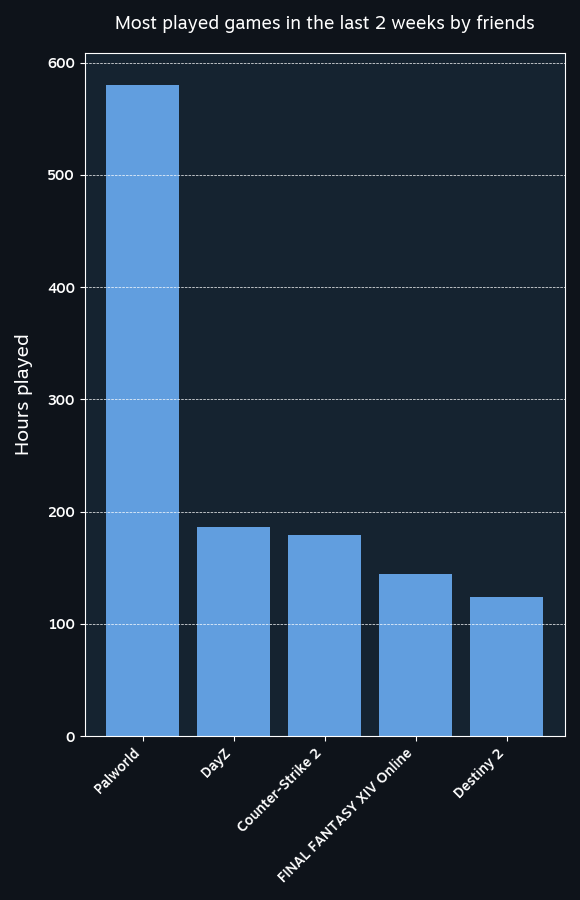 Most played games in the last 2 weeks by friends
600
500
400
300
200
100
0
Hours played
Palworld
DayZ
Counter-Strike 2
FINAL FANTASY XIV Online
Destiny 2